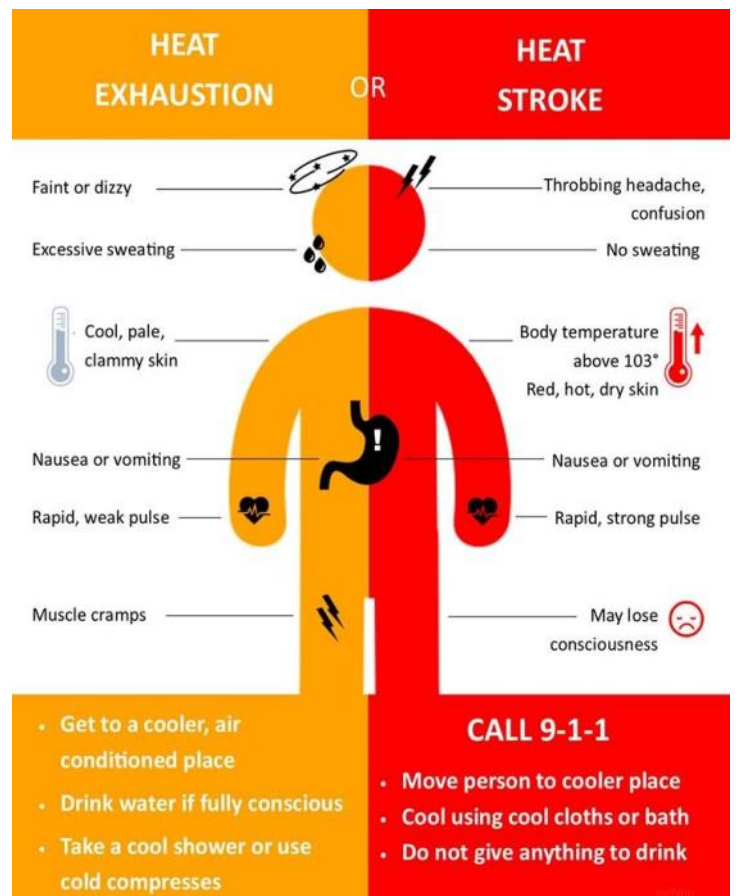 HEAT
EXHAUSTION
OR
HEAT
STROKE
Faint or dizzy
Throbbing headache,
confusion
Excessive sweating
No sweating
Cool, pale,
clammy skin
Body temperature
above 103°
Red, hot, dry skin
!
Nausea or vomiting
Nausea or vomiting
Rapid, weak pulse
Rapid, strong pulse
Muscle cramps
May lose
consciousness
• Get to a cooler, air
conditioned place
• Drink water if fully conscious
• Take a cool shower or use
cold compresses
CALL 9-1-1
• Move person to cooler place
• Cool using cool cloths or bath
• Do not give anything to drink